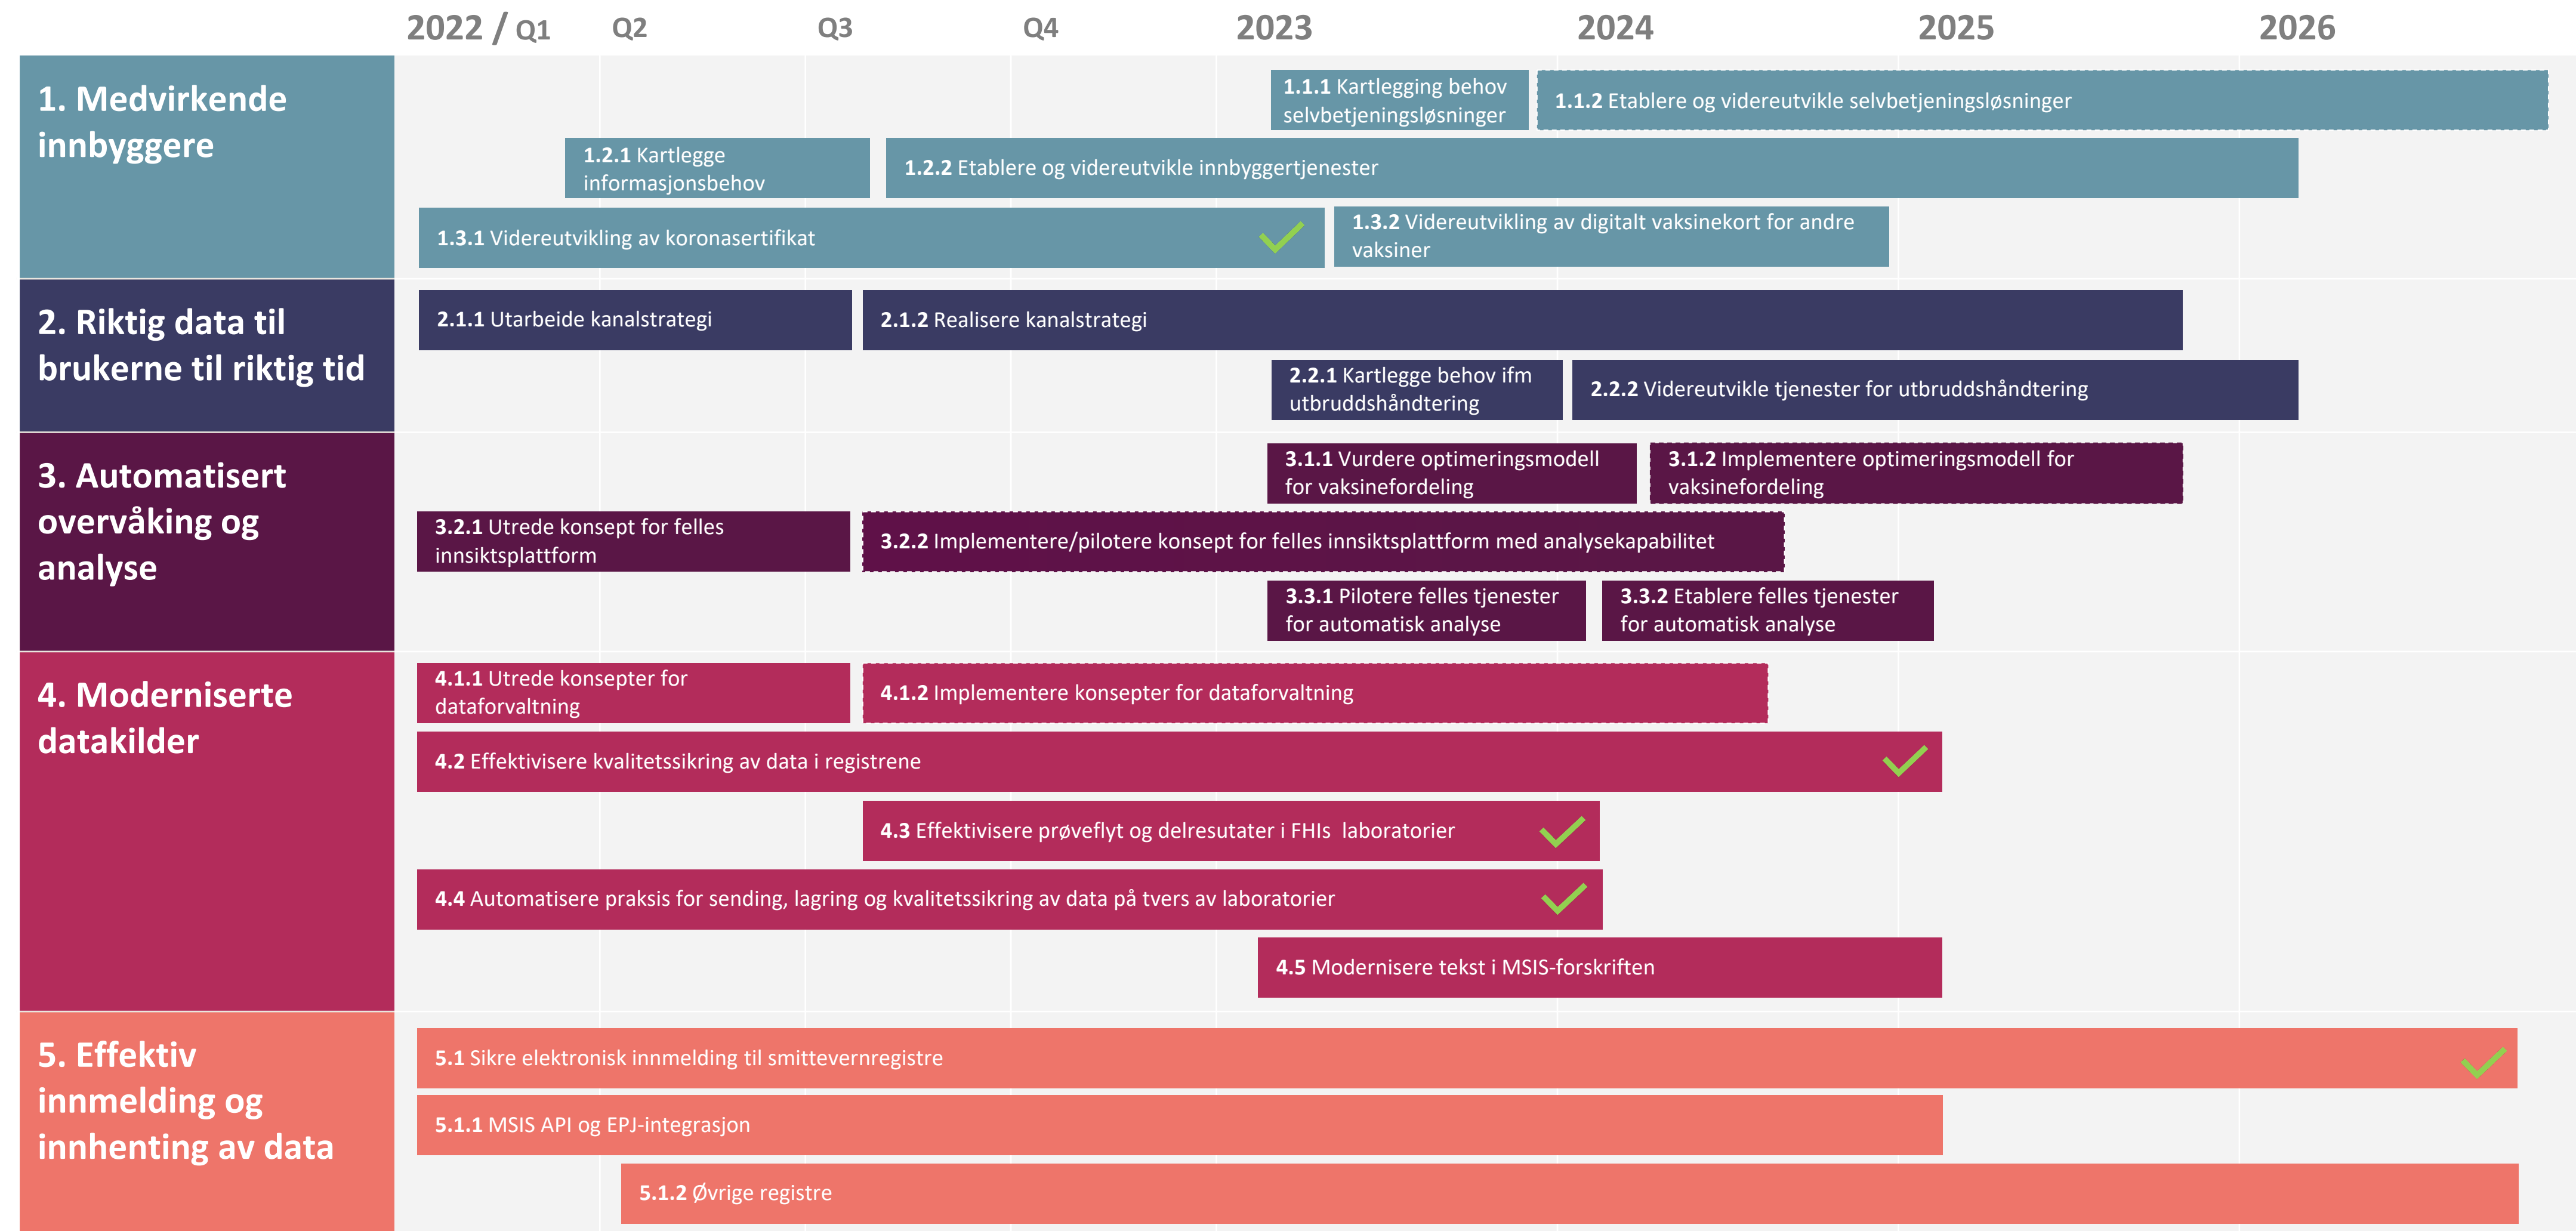 2022 / Q1 Q2 Q3 Q4 2023 2024 2025 2026
1. Medvirkende
innbyggere
1.1.1 Kartlegging behov
selvbetjeningsløsninger
1.1.2 Etablere og videreutvikle selvbetjeningsløsninger
1.2.1 Kartlegge
informasjonsbehov
1.2.2 Etablere og videreutvikle innbyggertjenester
1.3.1 Videreutvikling av koronasertifikat
1.3.2 Videreutvikling av digitalt vaksinekort for andre
vaksiner
2. Riktig data til
brukerne til riktig tid
2.1.1 Utarbeide kanalstrategi
2.1.2 Realisere kanalstrategi
2.2.1 Kartlegge behov ifm
utbruddshåndtering
2.2.2 Videreutvikle tjenester for utbruddshåndtering
3. Automatisert
overvåking og
analyse
3.1.1 Vurdere optimeringsmodell
for vaksinefordeling
3.1.2 Implementere optimeringsmodell for
vaksinefordeling
3.2.1 Utrede konsept for felles
innsiktsplattform
3.2.2 Implementere/pilotere konsept for felles innsiktsplattform med analysekapabilitet
3.3.1 Pilotere felles tjenester
for automatisk analyse
3.3.2 Etablere felles tjenester
for automatisk analyse
4. Moderniserte
datakilder
4.1.1 Utrede konsepter for
dataforvaltning
4.1.2 Implementere konsepter for dataforvaltning
4.2 Effektivisere kvalitetssikring av data i registrene
4.3 Effektivisere prøveflyt og delresutater i FHIs laboratorier
4.4 Automatisere praksis for sending, lagring og kvalitetssikring av data på tvers av laboratorier
4.5 Modernisere tekst i MSIS-forskriften
5. Effektiv
innmelding og
innhenting av data
5.1 Sikre elektronisk innmelding til smittevernregistre
5.1.1 MSIS API og EPJ-integrasjon
5.1.2 Øvrige registre